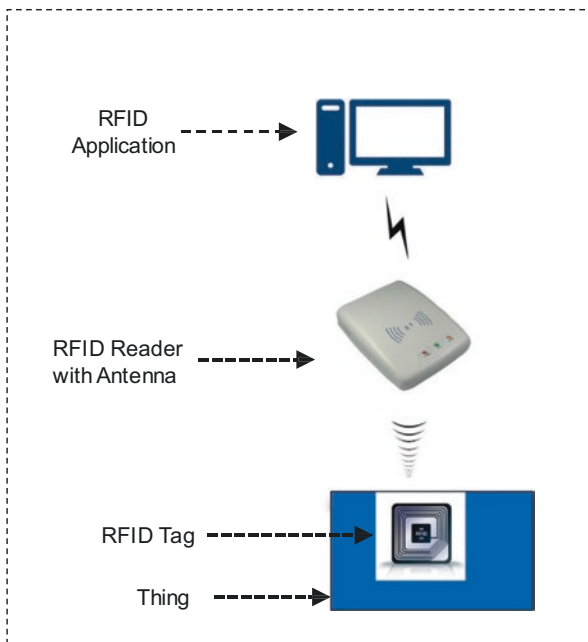 RFID
Application
RFID Reader
with Antenna
RFID Tag
Thing